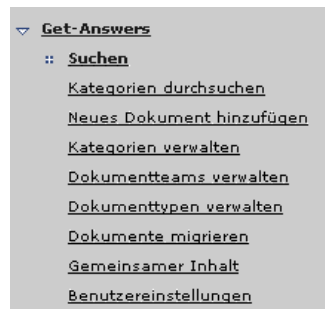 Get-Answers
Suchen
Kategorien durchsuchen
Neues Dokument hinzufügen
Kategorien verwalten
Dokumentteams verwalten
Dokumenttypen verwalten
Dokumente migrieren
Gemeinsamer Inhalt
Benutzereinstellungen